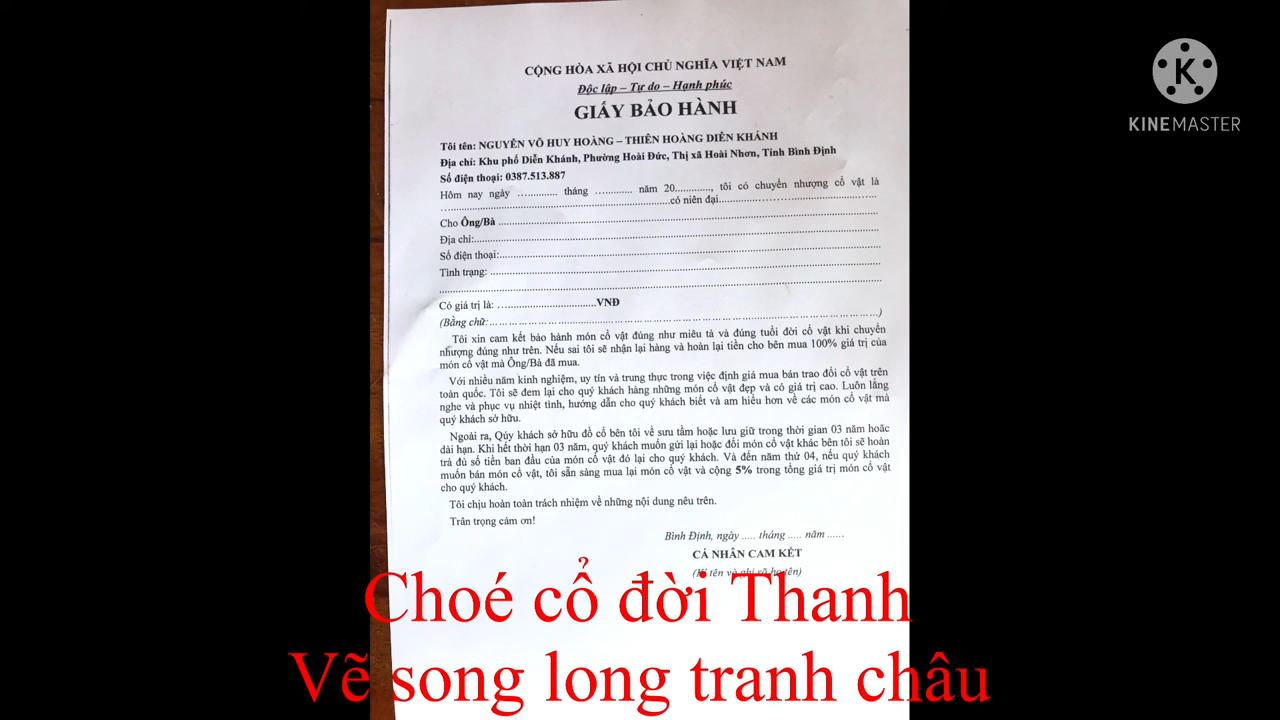 CỘNG HÒA XÃ HỘI CHỦ NGHĨA VIỆT NAM
Độc lập – Tự do – Hạnh phúc
GIẤY BẢO HÀNH
Tôi tên: NGUYỄN VÕ HUY HOÀNG – THIÊN HOÀNG DIỄN KHÁNH
Địa chỉ: Khu phố Diễn Khánh, Phường Hoài Đức, Thị xã Hoài Nhơn, Tỉnh Bình Định
Số điện thoại: 0387.513.887
Hôm nay ngày .............. tháng .............. năm 20............., tôi có chuyển nhượng cổ vật là
..............................................................có niên đại............................................
Cho Ông/Bà ..............................................................................................................
Địa chỉ:....................................................................................................................
Số điện thoại:............................................................................................................
Tình trạng: ..............................................................................................................
................................................................................................................................
Có giá trị là: ................................VNĐ
(Bằng chữ:..............................................................................................................)
Tôi xin cam kết bảo hành món cổ vật đúng như miêu tả và đúng tuổi đời cổ vật khi chuyển
nhượng đúng như trên. Nếu sai tôi sẽ nhận lại hàng và hoàn lại tiền cho bên mua 100% giá trị của
món cổ vật mà Ông/Bà đã mua.
Với nhiều năm kinh nghiệm, uy tín và trung thực trong việc định giá mua bán trao đổi cổ vật trên
toàn quốc. Tôi sẽ đem lại cho quý khách hàng những món cổ vật đẹp và có giá trị cao. Luôn lắng
nghe và phục vụ nhiệt tình, hướng dẫn cho quý khách biết và am hiểu hơn về các món cổ vật mà
quý khách sở hữu.
Ngoài ra, Qúy khách sở hữu đồ cổ bên tôi về sưu tầm hoặc lưu giữ trong thời gian 03 năm hoặc
dài hạn. Khi hết thời hạn 03 năm, quý khách muốn gửi lại hoặc đổi món cổ vật khác bên tôi sẽ hoàn
trả đủ số tiền ban đầu của món cổ vật đó lại cho quý khách. Và đến năm thứ 04, nếu quý khách
muốn bán món cổ vật, tôi sẵn sàng mua lại món cổ vật và cộng 5% trong tổng giá trị món cổ vật
cho quý khách.
Tôi chịu hoàn toàn trách nhiệm về những nội dung nêu trên.
Trân trọng cảm ơn!
Bình Định, ngày ..... tháng ..... năm ......
CÁ NHÂN CAM KẾT
(Kí tên và ghi rõ họ tên)
Choé cổ đời Thanh
Vẽ song long tranh châu
KINEMASTER